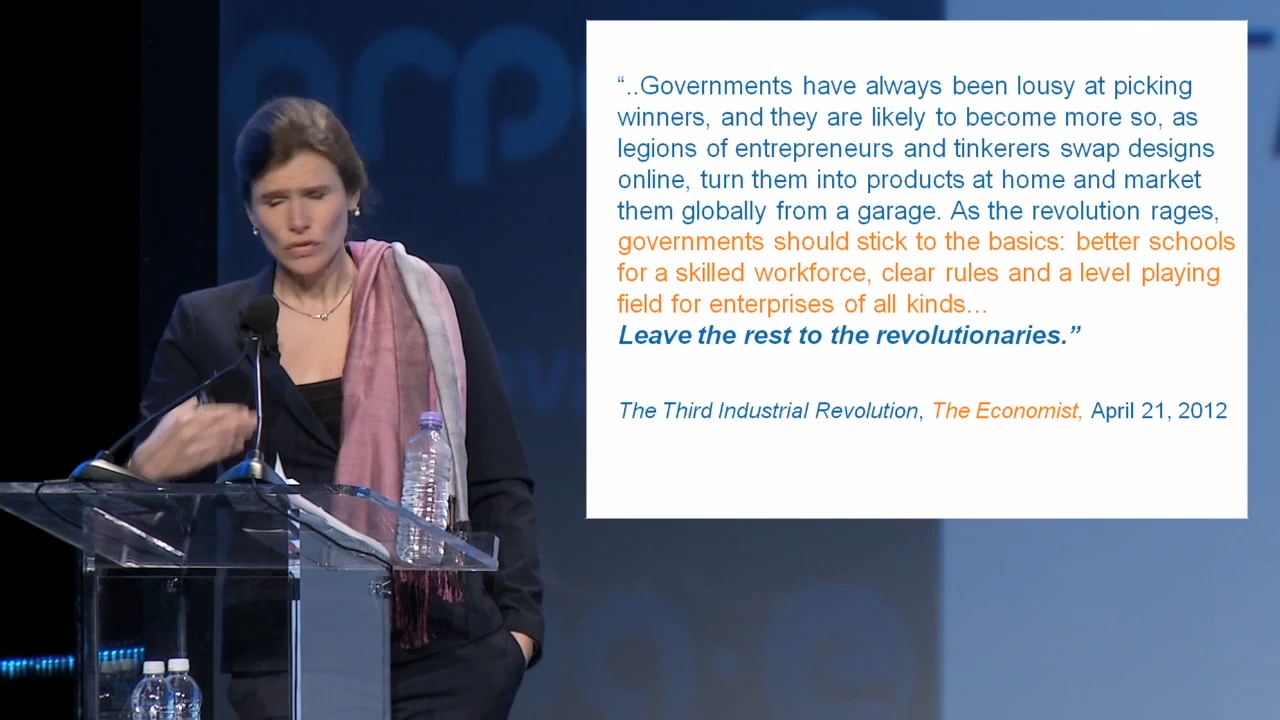 “..Governments have always been lousy at picking
winners, and they are likely to become more so, as
legions of entrepreneurs and tinkerers swap designs
online, turn them into products at home and market
them globally from a garage. As the revolution rages,
governments should stick to the basics: better schools
for a skilled workforce, clear rules and a level playing
field for enterprises of all kinds...
Leave the rest to the revolutionaries.”
The Third Industrial Revolution, The Economist, April 21, 2012